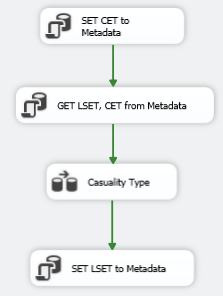 SET CET to
Metadata
GET LSET, CET from Metadata
Casuality Type
SET LSET to Metadata